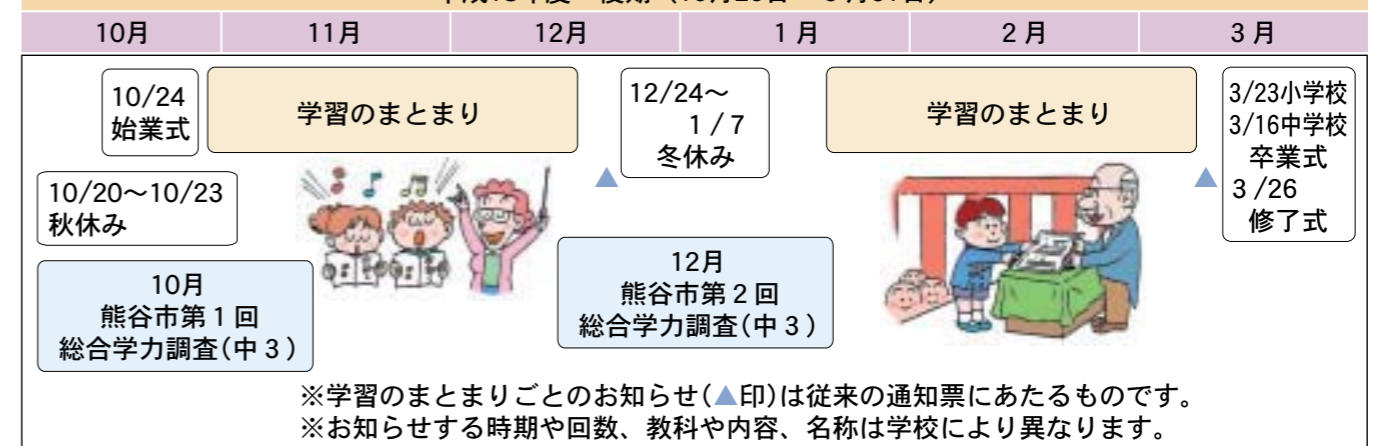 10月 11月 12月 1月 2月 3月
10/24
始業式
学習のまとまり
12/24～
1/7
冬休み
学習のまとまり
3/23小学校
3/16中学校
卒業式
3/26
修了式
10/20～10/23
秋休み
10月
熊谷市第1回
総合学力調査(中3)
12月
熊谷市第2回
総合学力調査(中3)
※学習のまとまりごとのお知らせ(▲印)は従来の通知票にあたるものです。
※お知らせする時期や回数、教科や内容、名称は学校により異なります。